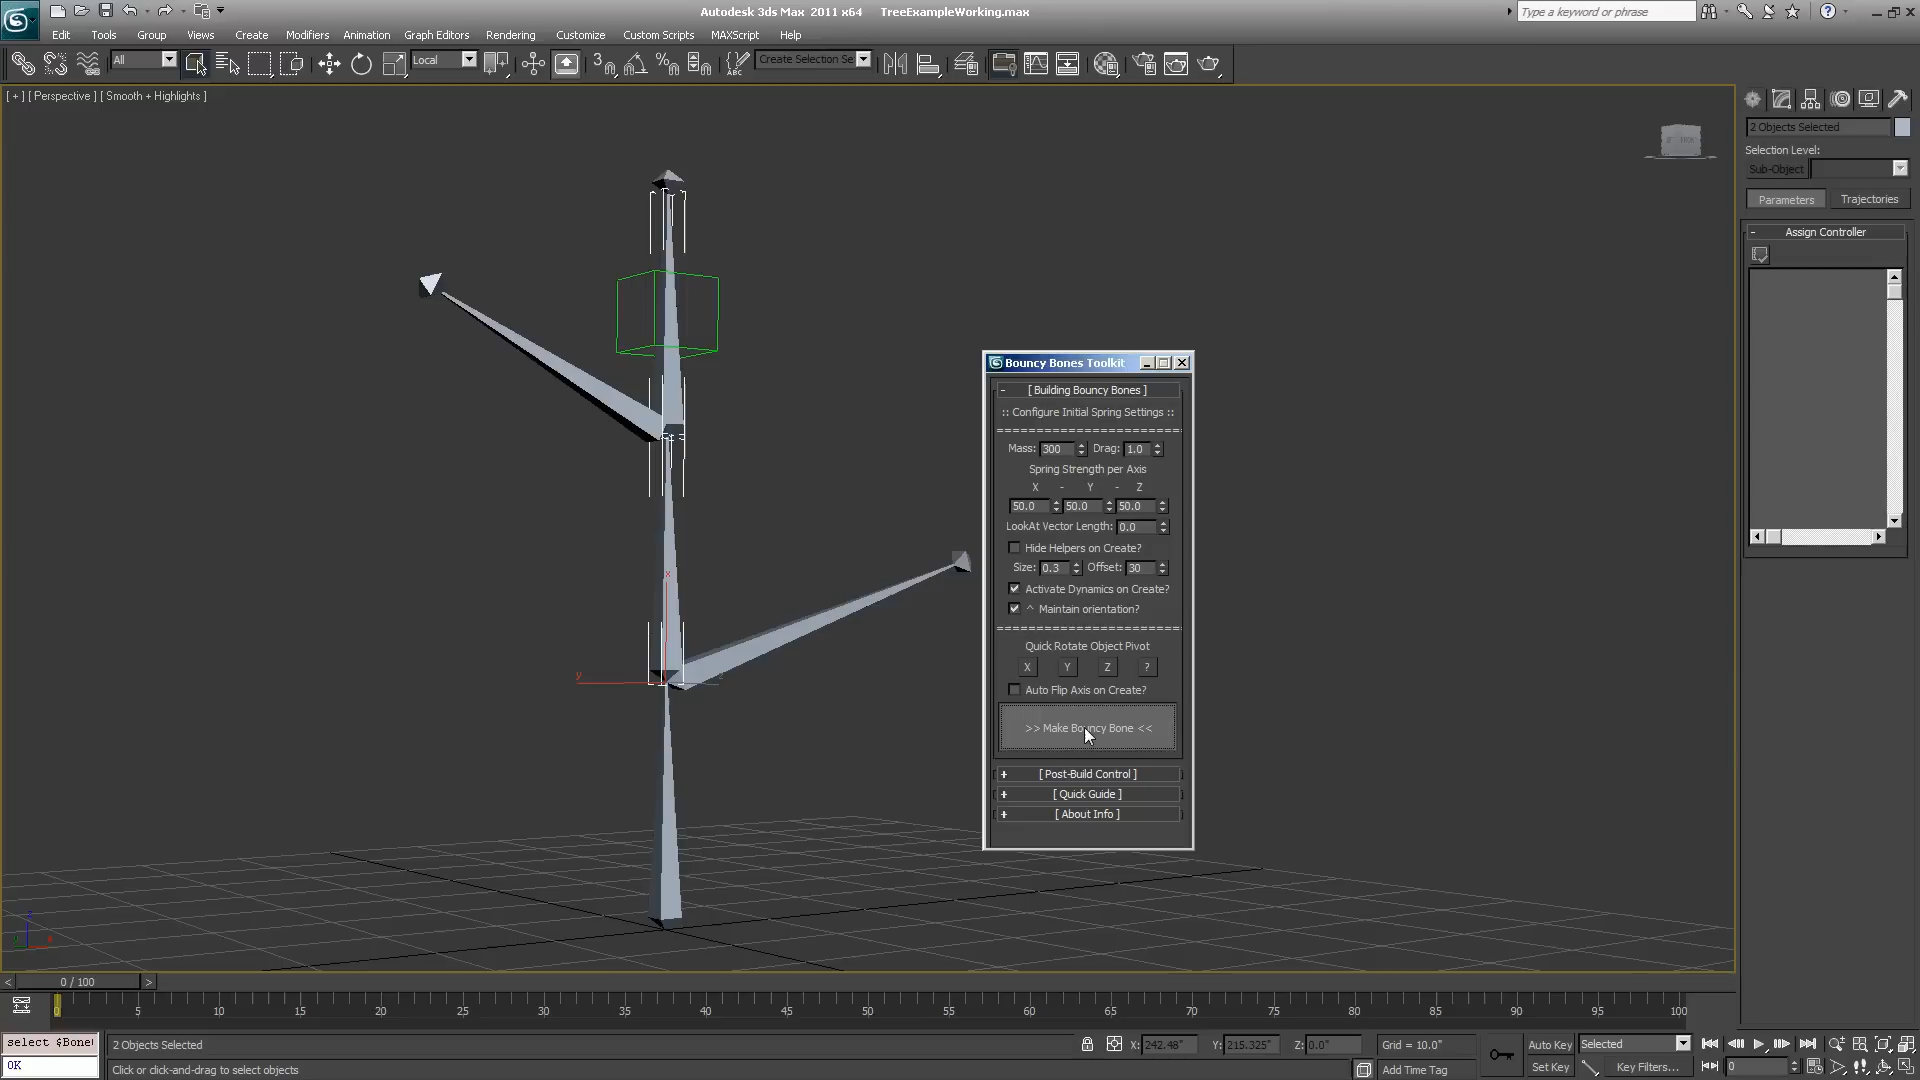 Autodesk 3ds Max 2011 x64 TreeExampleWorking.max
Type a keyword or phrase
Edit Tools Group Views Create Modifiers Animation Graph Editors Rendering Customize Custom Scripts MAXScript Help
All Local Create Selection Se
[ + ] [ Perspective ] [ Smooth + Highlights ]
2 Objects Selected
Selection Level:
Sub-Object
Parameters Trajectories
- Assign Controller
Bouncy Bones Toolkit
- [ Building Bouncy Bones ]
:: Configure Initial Spring Settings ::
Mass: 300 Drag: 1.0
Spring Strength per Axis
X - Y - Z
50.0 50.0 50.0
LookAt Vector Length: 0.0
Hide Helpers on Create?
Size: 0.3 Offset: 30
Activate Dynamics on Create?
^ Maintain orientation?
Quick Rotate Object Pivot
X Y Z ?
Auto Flip Axis on Create?
>> Make Bouncy Bone <<
+ [ Post-Build Control ]
+ [ Quick Guide ]
+ [ About Info ]
x
y
< 0 / 100 >
0 5 10 15 20 25 30 35 40 45 50 55 60 65 70 75 80 85 90 95 100
select $Bone
2 Objects Selected
X: 242.48" Y: 215.325" Z: 0.0" Grid = 10.0"
Auto Key Selected
OK
Click or click-and-drag to select objects
Add Time Tag
Set Key Key Filters... 0